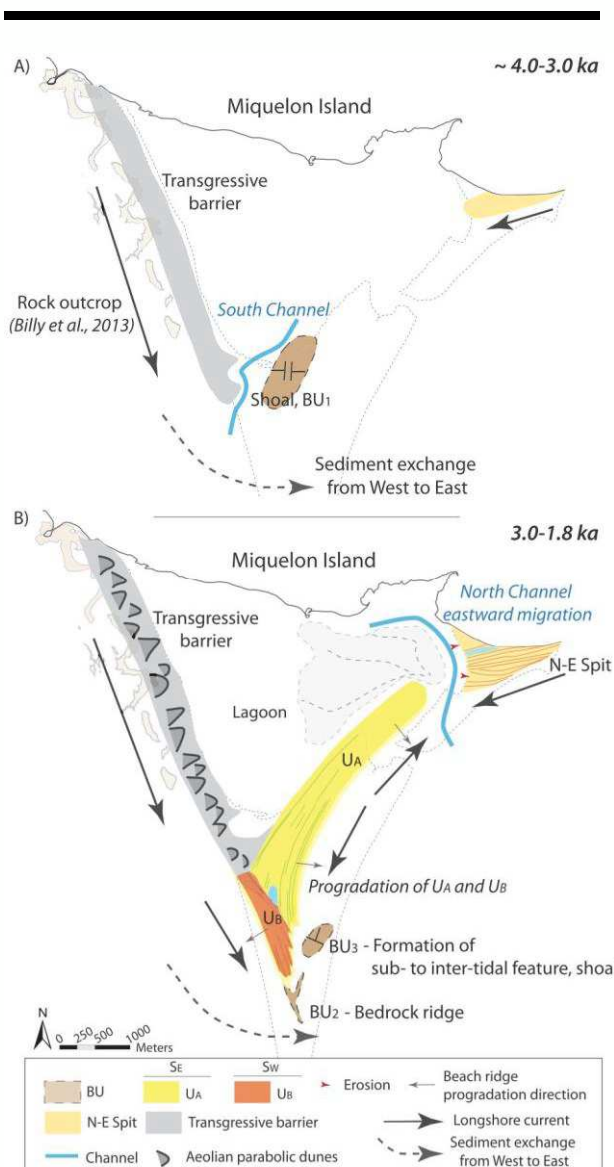 A)
~ 4.0-3.0 ka
Miquelon Island
Transgressive
barrier
Rock outcrop
(Billy et al., 2013)
South Channel
Shoal, BU1
Sediment exchange
from West to East
B)
3.0-1.8 ka
Miquelon Island
North Channel
eastward migration
Transgressive
barrier
N-E Spit
Lagoon
UA
Progradation of UA and UB
UB
BU3 - Formation of
sub- to inter-tidal feature, shoa
BU2 - Bedrock ridge
N
0 250 500 1000
Meters
SE SW
BU UA UB Erosion Beach ridge
progradation direction
N-E Spit Transgressive barrier Longshore current
Channel Aeolian parabolic dunes Sediment exchange
from West to East